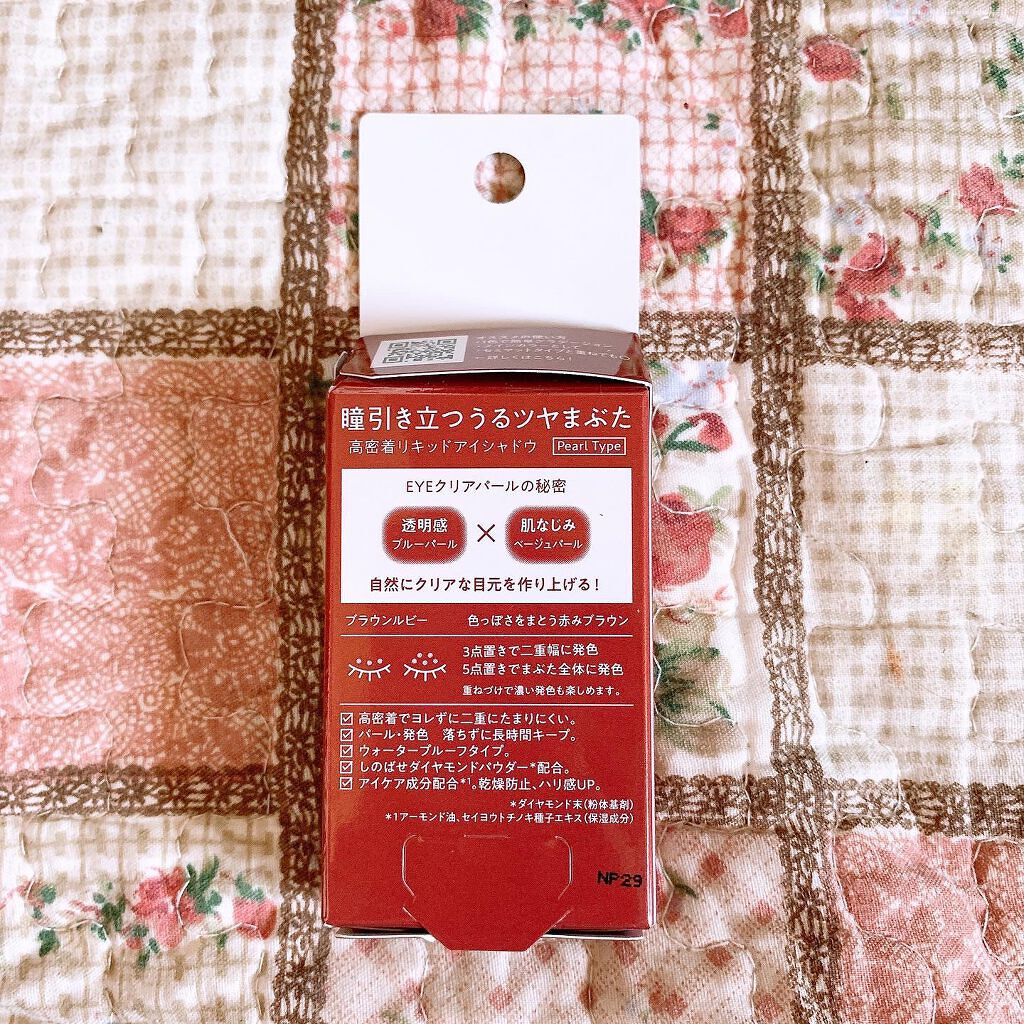 ・詳しくはこちら！
瞳引き立つうるツヤまぶた
高密着リキッドアイシャドウ Pearl Type
EYEクリアパールの秘密
透明感 × 肌なじみ
ブルーパール ベージュパール
自然にクリアな目元を作り上げる！
ブラウンルビー 色っぽさをまとう赤みブラウン
3点置きで二重幅に発色
5点置きでまぶた全体に発色
重ねづけで濃い発色も楽しめます。
高密着でヨレずに二重にたまりにくい。
パール・発色 落ちずに長時間キープ。
ウォータープルーフタイプ。
しのばせダイヤモンドパウダー*配合。
アイケア成分配合*1。乾燥防止、ハリ感UP。
*ダイヤモンド末（粉体基剤）
*1アーモンド油、セイヨウトチノキ種子エキス（保湿成分）
NP29